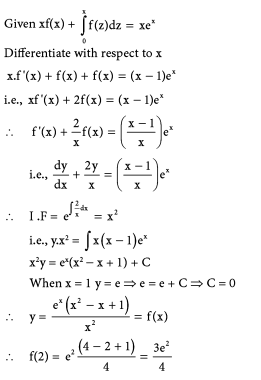 Given xf(x) + ∫₀ˣ f(z)dz = xeˣ
Differentiate with respect to x
x.f'(x) + f(x) + f(x) = (x − 1)eˣ
i.e., xf'(x) + 2f(x) = (x − 1)eˣ
∴ f'(x) + 2/x f(x) = ((x − 1)/x)eˣ
i.e., dy/dx + 2y/x = ((x − 1)/x)eˣ
∴ I.F = e^(∫2/x dx) = x²
i.e., y.x² = ∫x(x − 1)eˣ
x²y = eˣ(x² − x + 1) + C
When x = 1 y = e ⇒ e = e + C ⇒ C = 0
∴ y = eˣ(x² − x + 1)/x² = f(x)
∴ f(2) = e² (4 − 2 + 1)/4 = 3e²/4